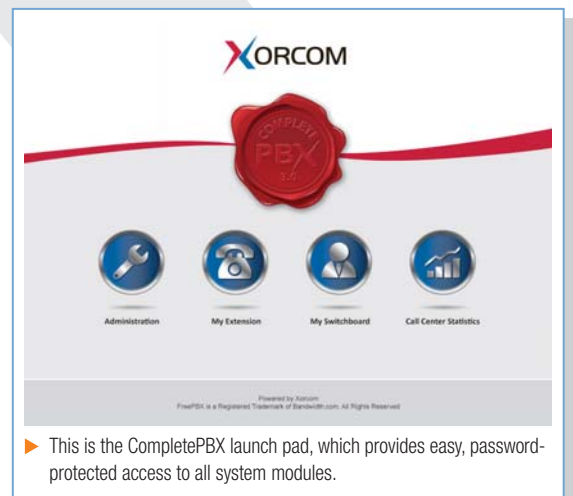 XORCOM
COMPLETE
PBX
3.0
Administration
My Extension
My Switchboard
Call Center Statistics
Powered by Xorcom
FreePBX is a Registered Trademark of Bandwidth.com. All Rights Reserved
This is the CompletePBX launch pad, which provides easy, password-
protected access to all system modules.